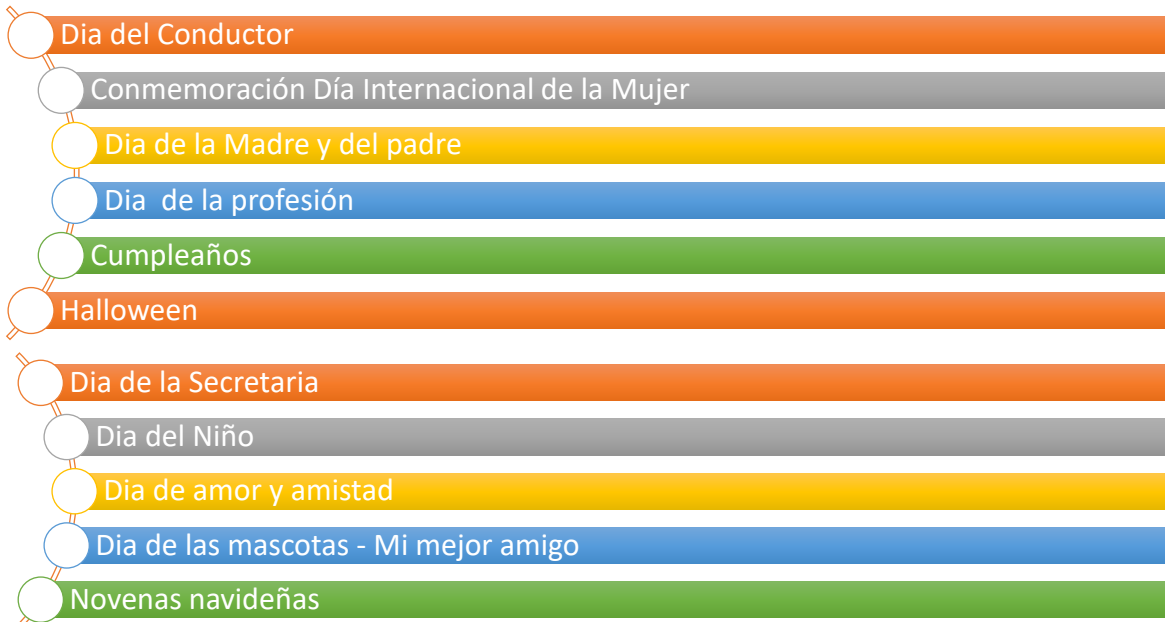 Dia del Conductor
Conmemoración Día Internacional de la Mujer
Dia de la Madre y del padre
Dia  de la profesión
Cumpleaños
Halloween
Dia de la Secretaria
Dia del Niño
Dia de amor y amistad
Dia de las mascotas - Mi mejor amigo
Novenas navideñas